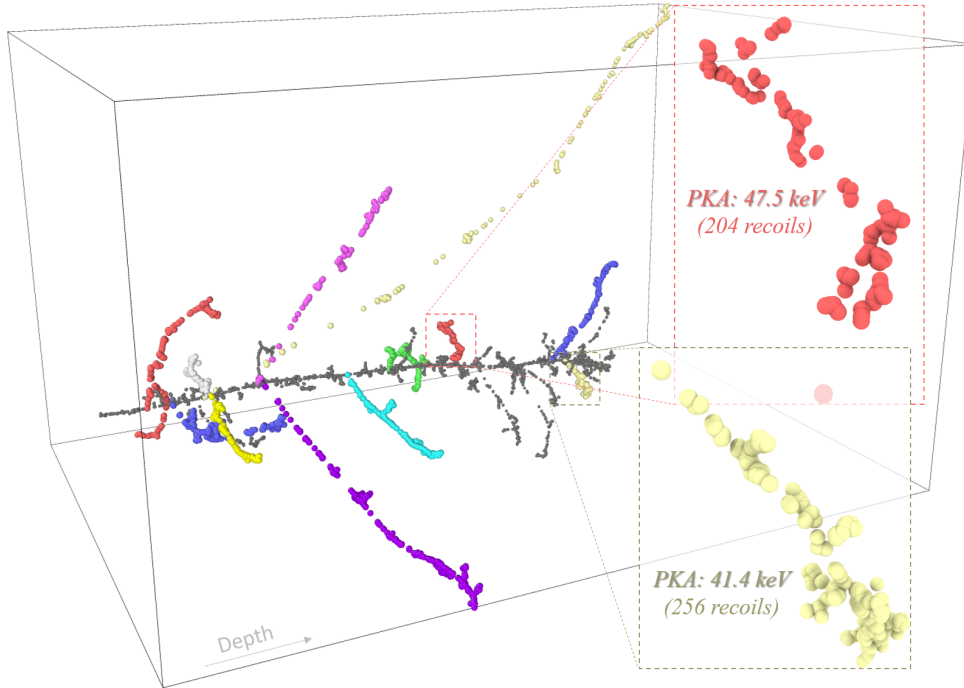 PKA: 47.5 keV
(204 recoils)
PKA: 41.4 keV
(256 recoils)
Depth